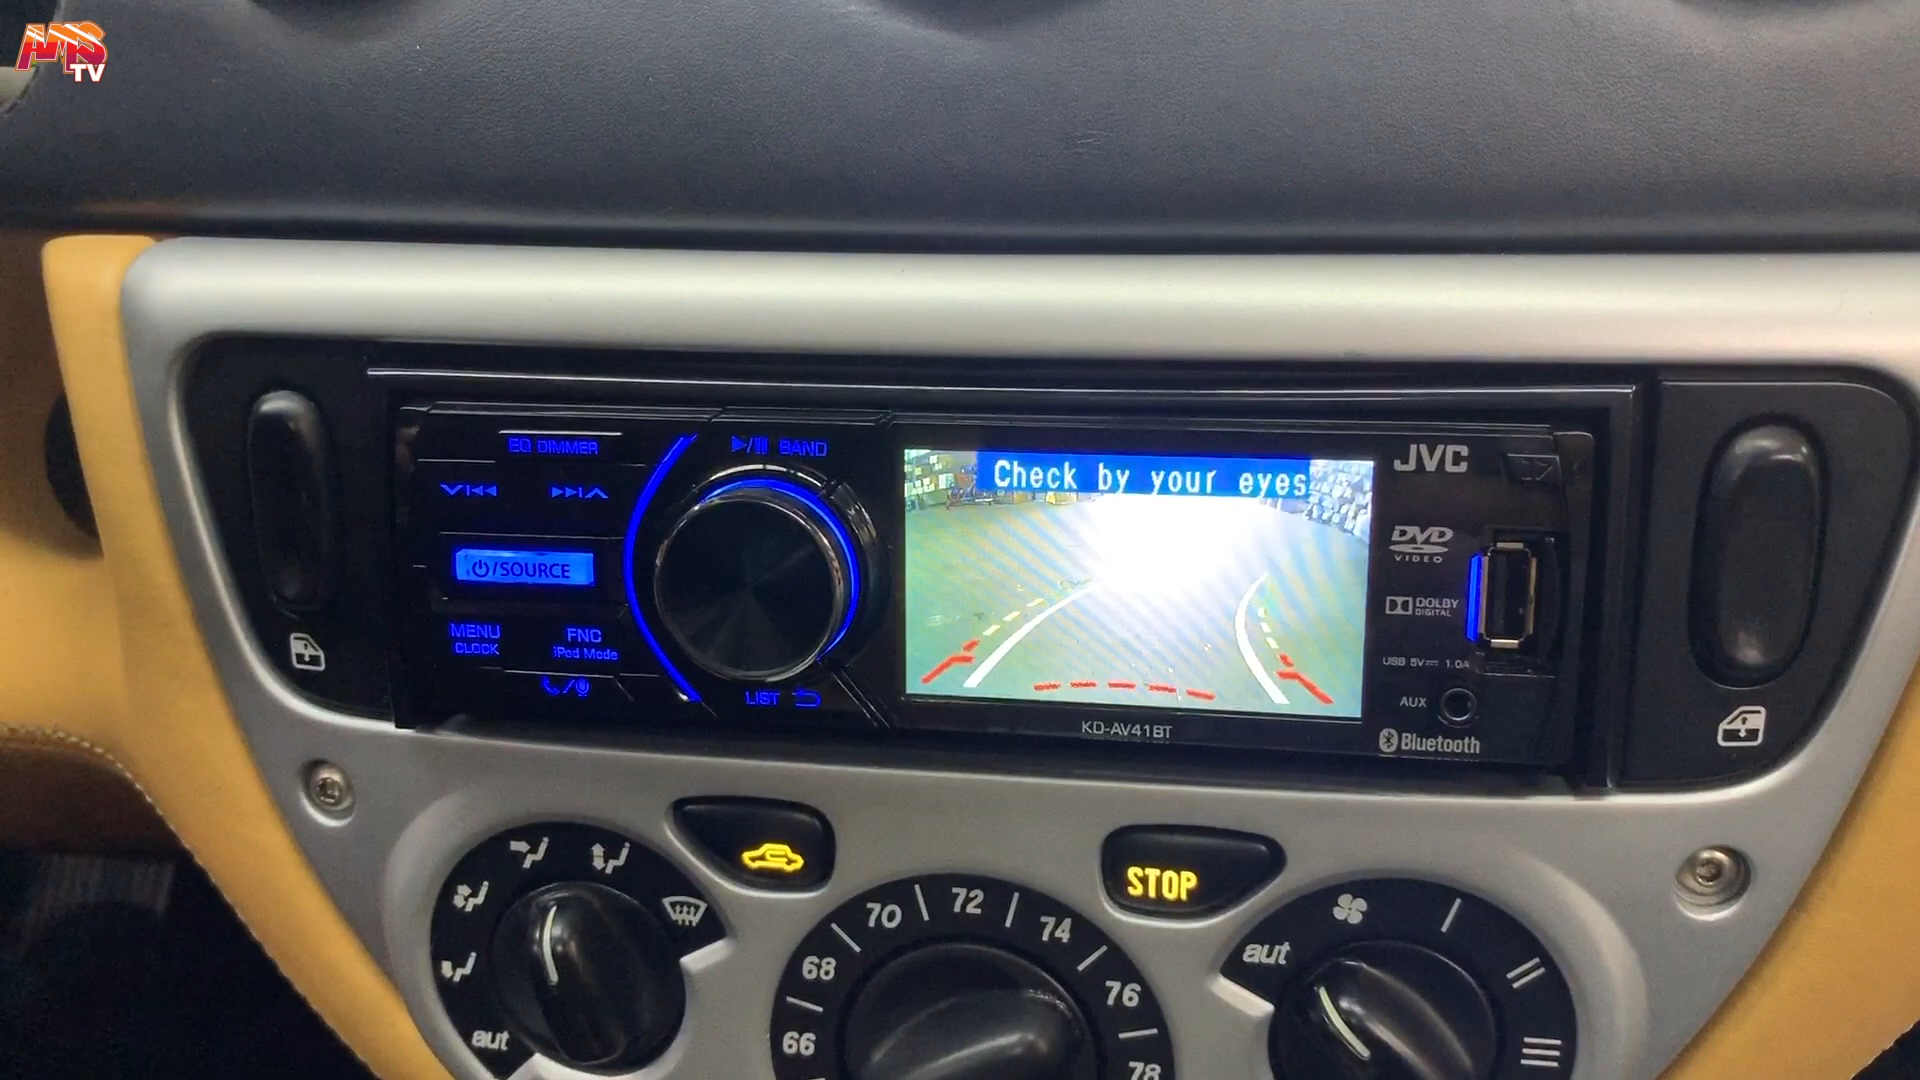 AMS
TV
EQ DIMMER
BAND
/SOURCE
MENU
CLOCK
FNC
iPod Mode
LIST
Check by your eyes
KD-AV41BT
JVC
DVD
VIDEO
DOLBY
DIGITAL
USB 5V 1.0A
AUX
Bluetooth
STOP
aut
66
68
70
72
74
76
78
aut